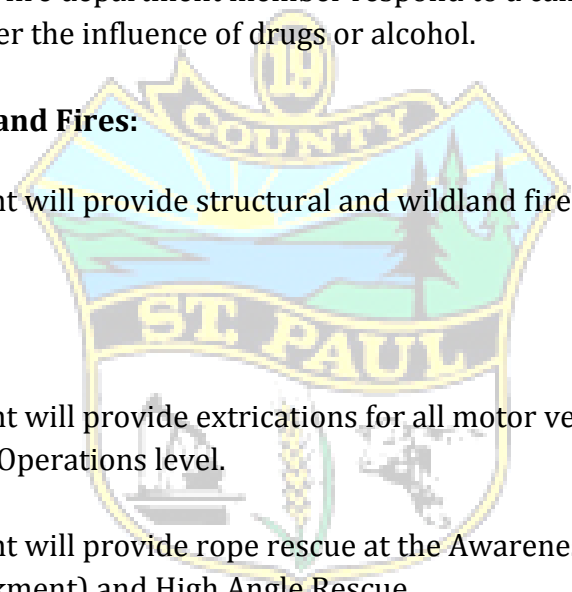 er the influence of drugs or alcohol.
19
COUNTY
and Fires:
nt will provide structural and wildland fire
ST. PAUL
nt will provide extrications for all motor ve
Operations level.
nt will provide rope rescue at the Awarene
kment) and High Angle Rescue